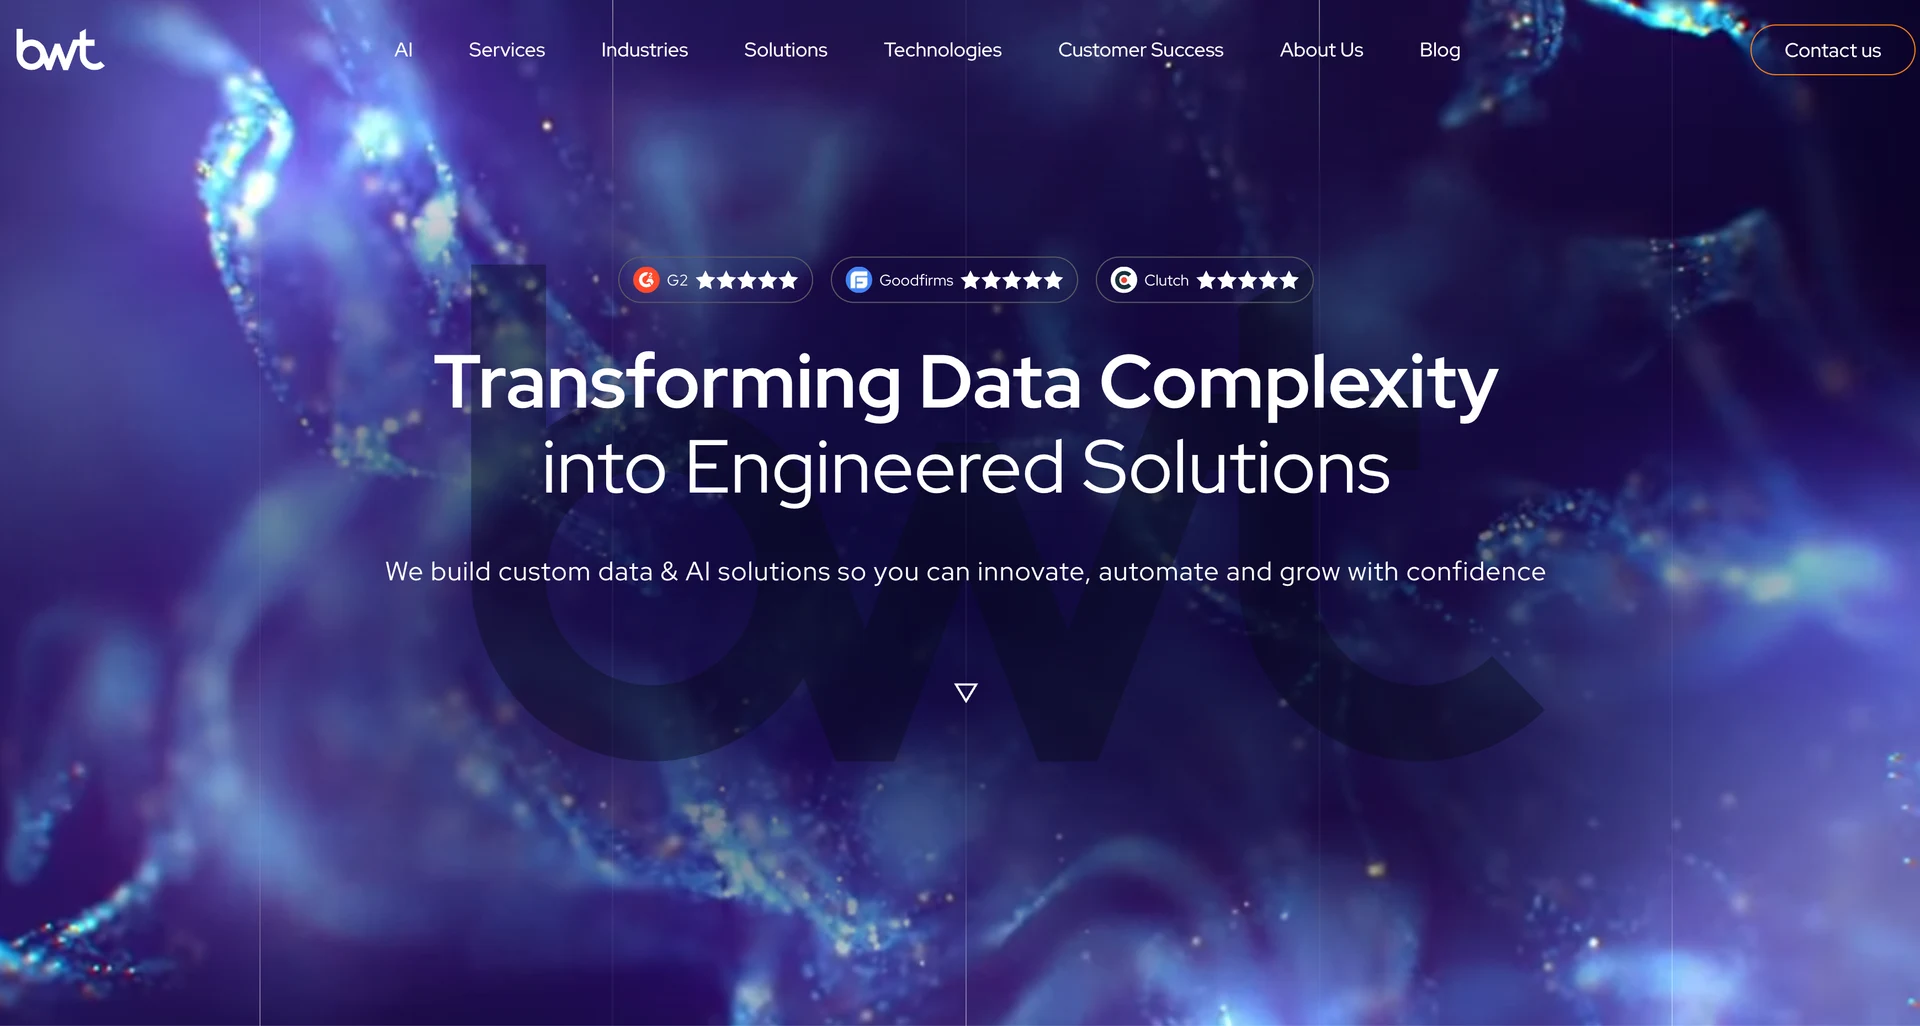 bwt
AI Services Industries Solutions Technologies Customer Success About Us Blog Contact us
G2 Goodfirms Clutch
Transforming Data Complexity
into Engineered Solutions
We build custom data & AI solutions so you can innovate, automate and grow with confidence
bwt